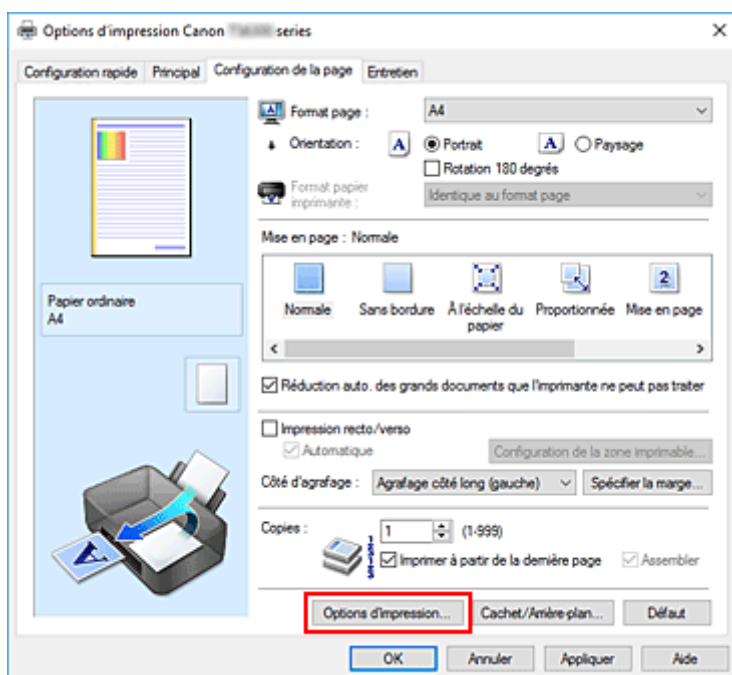 Options d'impression Canon series
Configuration rapide Principal Configuration de la page Entretien
Format page : A4
Orientation : A Portrait A Paysage
Rotation 180 degrés
Format papier
imprimante : Identique au format page
Mise en page : Normale
Papier ordinaire
A4
2
Normale Sans bordure À l'échelle du papier Proportionnée Mise en page
Réduction auto. des grands documents que l'imprimante ne peut pas traiter
Impression recto/verso
Automatique Configuration de la zone imprimable...
Côté d'agrafage : Agrafage côté long (gauche) Spécifier la marge...
Copies : 1 (1-999)
Imprimer à partir de la dernière page Assembler
Options d'impression... Cachet/Arrière-plan... Défaut
OK Annuler Appliquer Aide